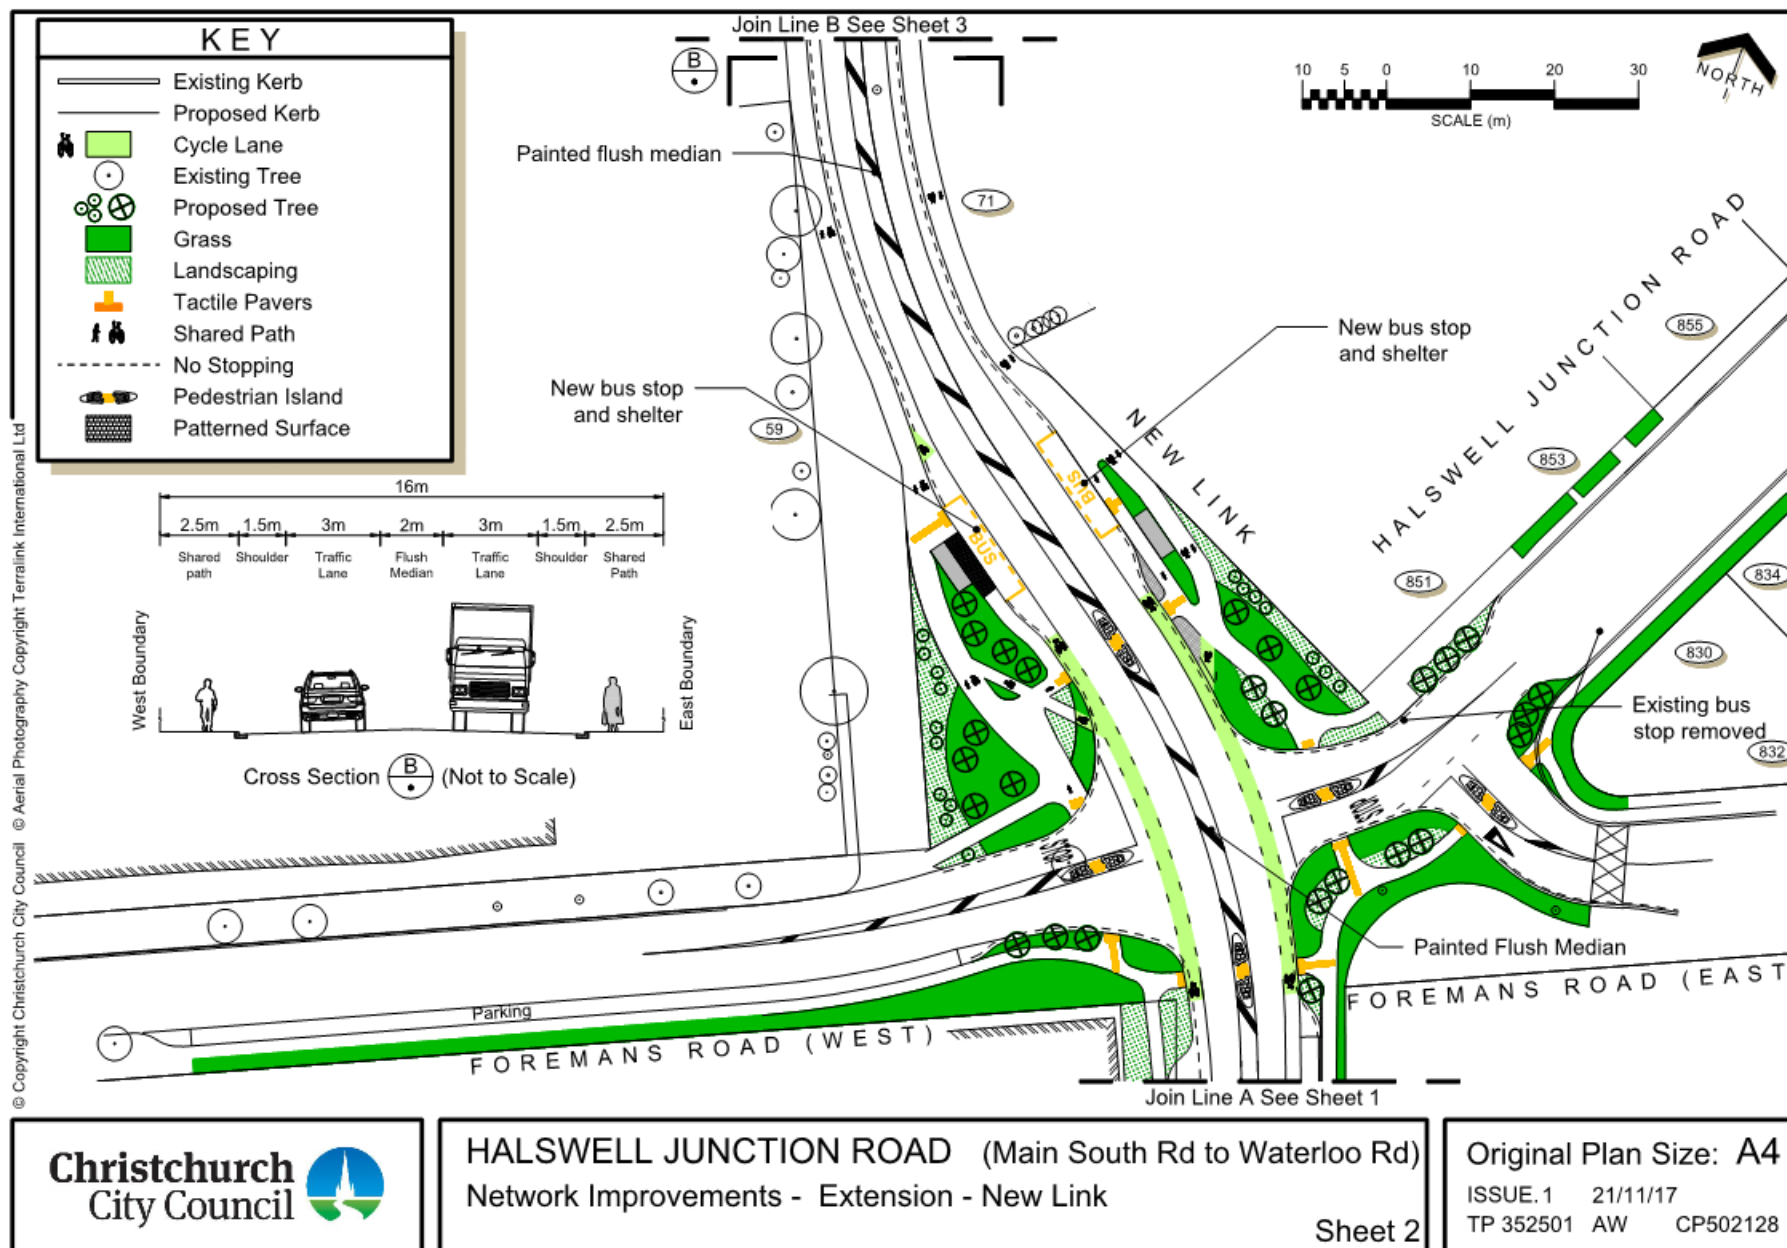 Join Line B See Sheet 3
KEY
Existing Kerb
Proposed Kerb
Cycle Lane
Existing Tree
Proposed Tree
Grass
Landscaping
Tactile Pavers
Shared Path
No Stopping
Pedestrian Island
Patterned Surface
B
10 5 0 10 20 30
SCALE (m)
NORTH
Painted flush median
71
New bus stop
and shelter
New bus stop
and shelter
59
NEW LINK
HALSWELL JUNCTION ROAD
855
853
851
834
830
832
BUS
BUS
Existing bus
stop removed
16m
2.5m 1.5m 3m 2m 3m 1.5m 2.5m
Shared path
Shoulder
Traffic Lane
Flush Median
Traffic Lane
Shoulder
Shared Path
West Boundary
East Boundary
Cross Section B (Not to Scale)
STOP
STOP
Painted Flush Median
Parking
FOREMANS ROAD (WEST)
FOREMANS ROAD (EAST
Join Line A See Sheet 1
© Copyright Christchurch City Council © Aerial Photography Copyright Terralink International Ltd
Christchurch
City Council
HALSWELL JUNCTION ROAD (Main South Rd to Waterloo Rd)
Network Improvements - Extension - New Link
Sheet 2
Original Plan Size: A4
ISSUE.1 21/11/17
TP 352501 AW CP502128